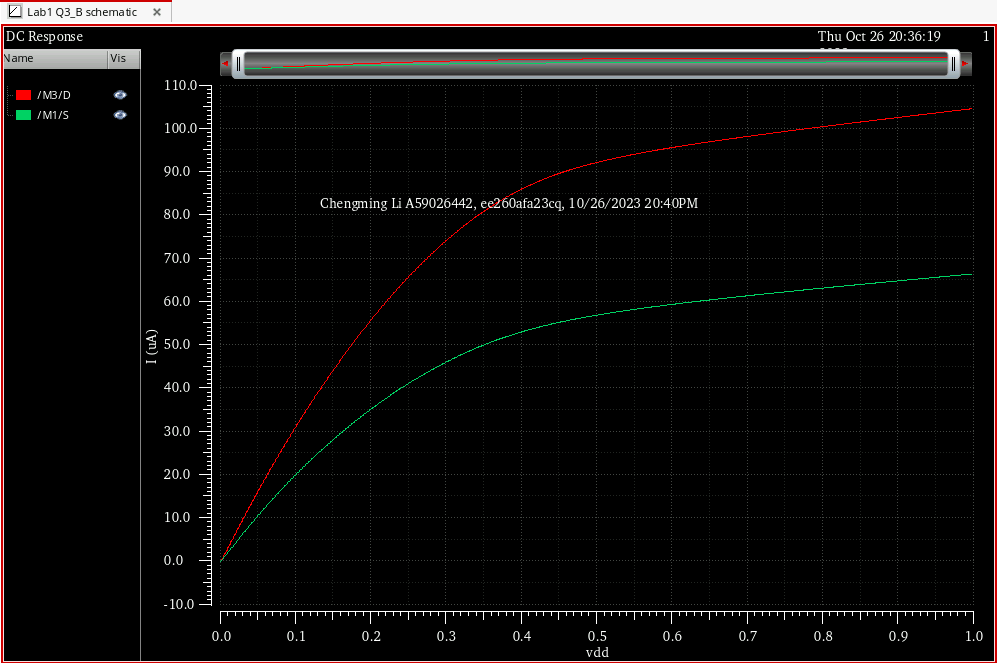 Lab1 Q3_B schematic ×
DC Response
Thu Oct 26 20:36:19
1
Name Vis
/M3/D
/M1/S
110.0
100.0
90.0
80.0
70.0
60.0
50.0
40.0
30.0
20.0
10.0
0.0
-10.0
I (uA)
Chengming Li A59026442, ee260afa23cq, 10/26/2023 20:40PM
0.0 0.1 0.2 0.3 0.4 0.5 0.6 0.7 0.8 0.9 1.0
vdd